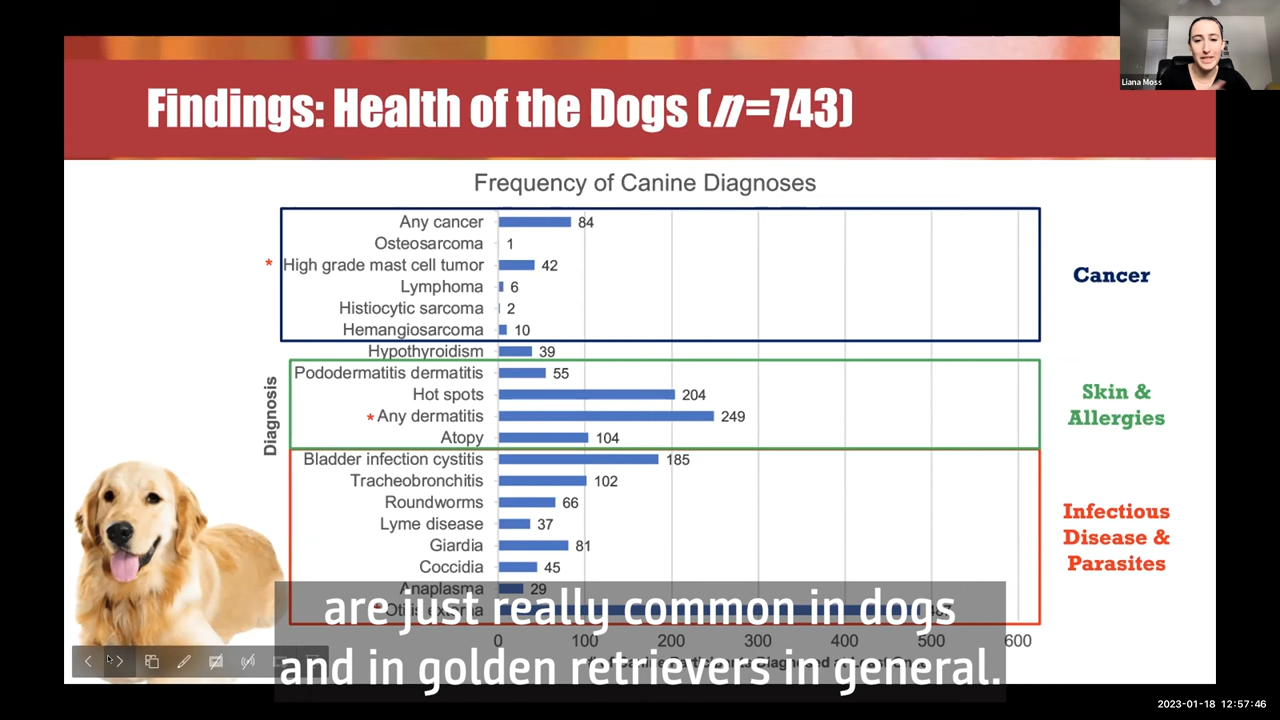 Liana Moss
Findings: Health of the Dogs (n=743)
Frequency of Canine Diagnoses
Any cancer 84
Osteosarcoma 1
* High grade mast cell tumor 42
Lymphoma 6
Histiocytic sarcoma 2
Hemangiosarcoma 10
Cancer
Hypothyroidism 39
Pododermatitis dermatitis 55
Hot spots 204
* Any dermatitis 249
Atopy 104
Skin &
Allergies
Diagnosis
Bladder infection cystitis 185
Tracheobronchitis 102
Roundworms 66
Lyme disease 37
Giardia 81
Coccidia 45
Anaplasma 29
Infectious
Disease &
Parasites
0 100 200 300 400 500 600
are just really common in dogs
and in golden retrievers in general.
2023-01-18 12:57:46